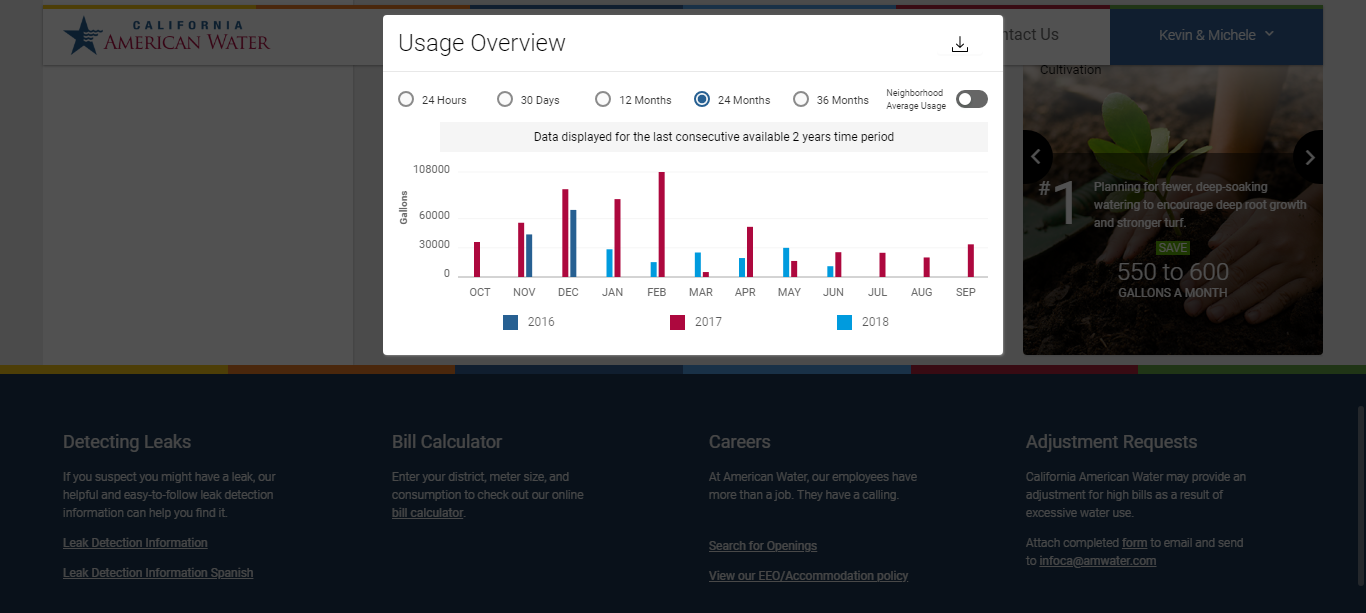 CALIFORNIA
AMERICAN WATER
Usage Overview
ntact Us
Kevin & Michele
Cultivation
24 Hours
30 Days
12 Months
24 Months
36 Months
Neighborhood
Average Usage
Data displayed for the last consecutive available 2 years time period
Gallons
108000
60000
30000
0
OCT NOV DEC JAN FEB MAR APR MAY JUN JUL AUG SEP
2016 2017 2018
#1
Planning for fewer, deep-soaking
watering to encourage deep root growth
and stronger turf.
SAVE
550 to 600
GALLONS A MONTH
Detecting Leaks
If you suspect you might have a leak, our
helpful and easy-to-follow leak detection
information can help you find it.
Leak Detection Information
Leak Detection Information Spanish
Bill Calculator
Enter your district, meter size, and
consumption to check out our online
bill calculator.
Careers
At American Water, our employees have
more than a job. They have a calling.
Search for Openings
View our EEO/Accommodation policy
Adjustment Requests
California American Water may provide an
adjustment for high bills as a result of
excessive water use.
Attach completed form to email and send
to infoca@amwater.com